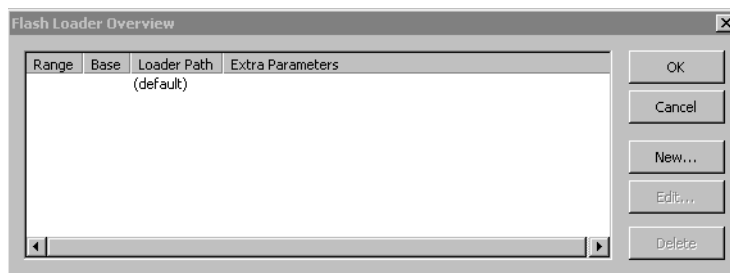 Flash Loader Overview
Range Base Loader Path Extra Parameters
(default)
OK
Cancel
New...
Edit...
Delete